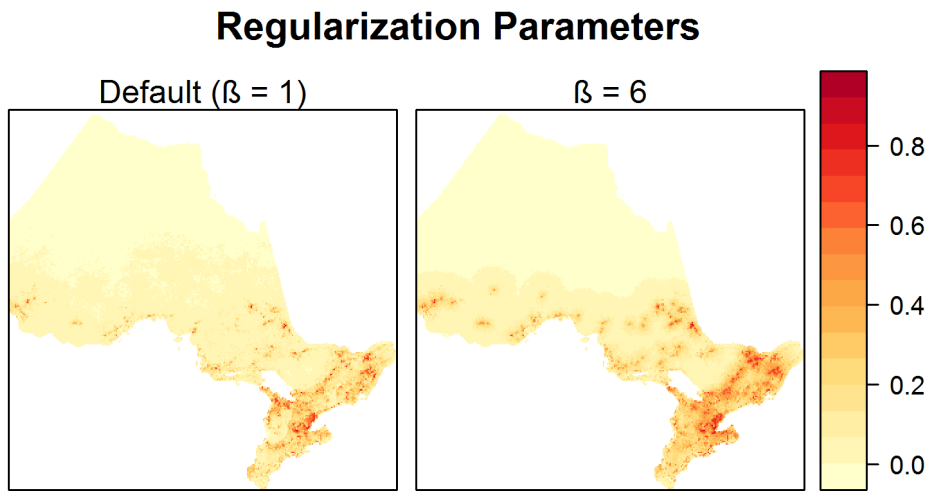 Regularization Parameters
Default (ß = 1)
ß = 6
0.8
0.6
0.4
0.2
0.0